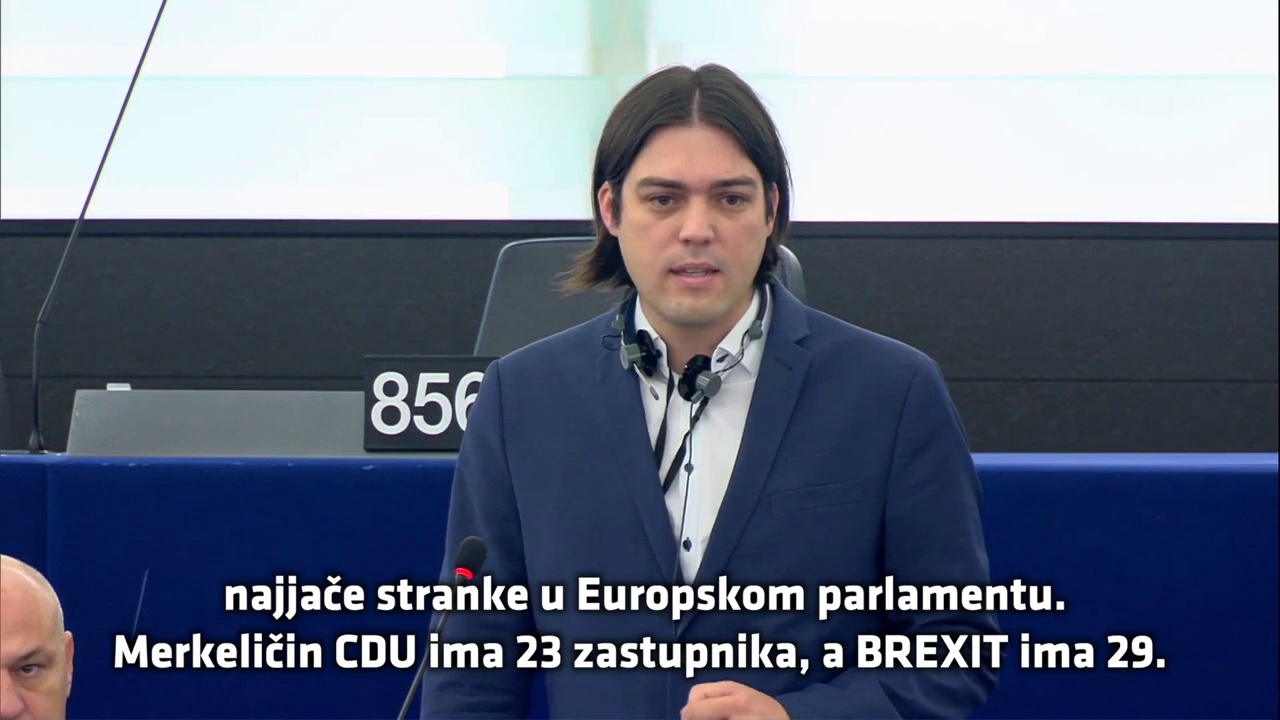 856
najjače stranke u Europskom parlamentu.
Merkeličin CDU ima 23 zastupnika, a BREXIT ima 29.